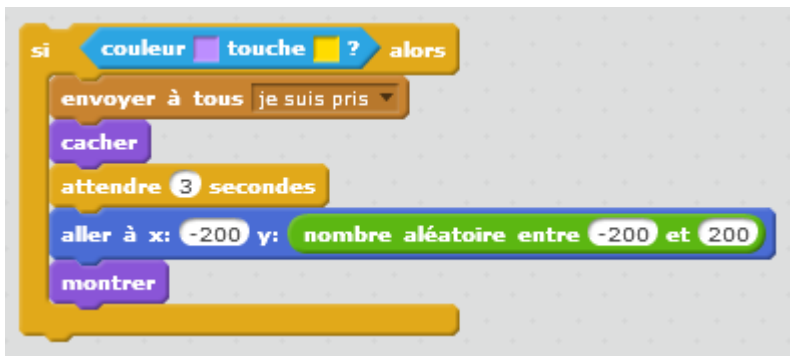 si couleur touche ? alors
envoyer à tous je suis pris
cacher
attendre 3 secondes
aller à x: -200 y: nombre aléatoire entre -200 et 200
montrer